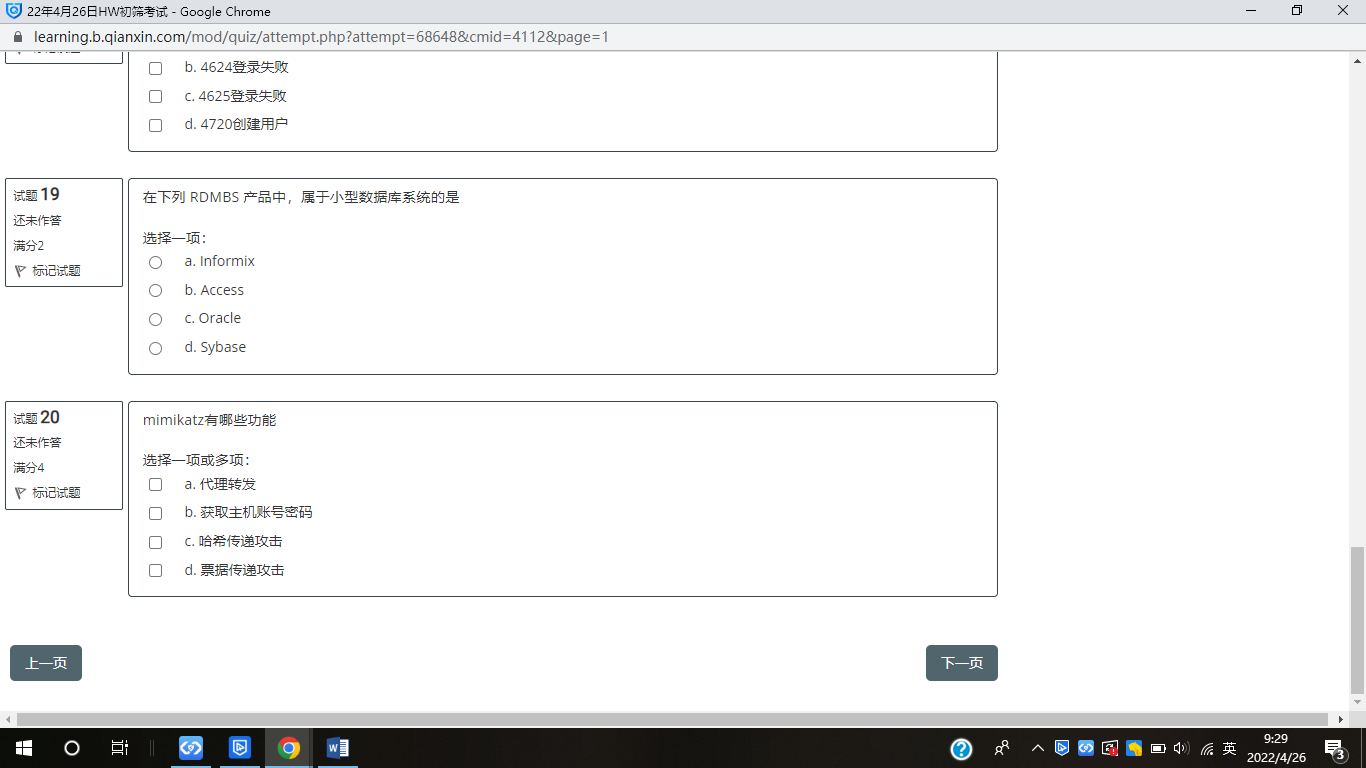 22年4月26日HW初筛考试 - Google Chrome
learning.b.qianxin.com/mod/quiz/attempt.php?attempt=68648&cmid=4112&page=1
b. 4624登录失败
c. 4625登录失败
d. 4720创建用户
试题 19
还未作答
满分2
标记试题
在下列 RDMBS 产品中，属于小型数据库系统的是
选择一项：
a. Informix
b. Access
c. Oracle
d. Sybase
试题 20
还未作答
满分4
标记试题
mimikatz有哪些功能
选择一项或多项：
a. 代理转发
b. 获取主机账号密码
c. 哈希传递攻击
d. 票据传递攻击
上一页
下一页
英
9:29
2022/4/26
3